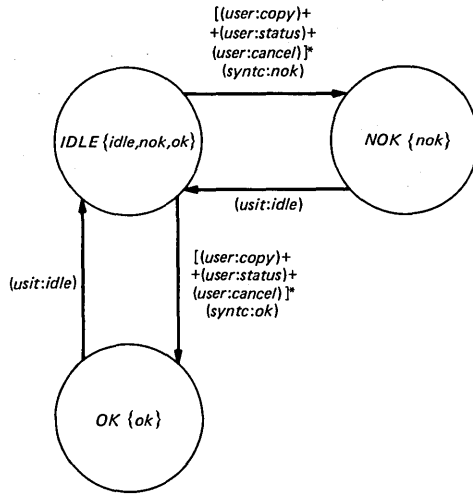 [(user:copy)+
+(user:status)+
(user:cancel)]*
(syntc:nok)
IDLE {idle,nok,ok}
NOK {nok}
(usit:idle)
[(user:copy)+
+(user:status)+
(user:cancel)]*
(syntc:ok)
(usit:idle)
OK {ok}